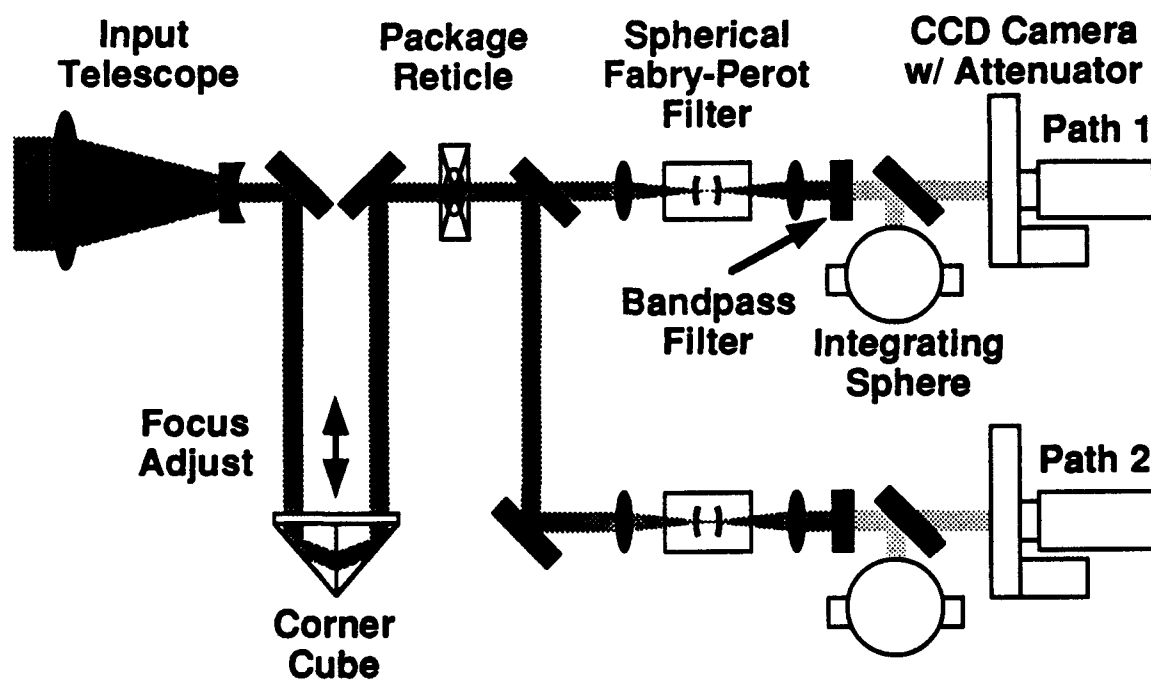 Input
Telescope
Package
Reticle
Spherical
Fabry-Perot
Filter
CCD Camera
w/ Attenuator
Path 1
Bandpass
Filter
Integrating
Sphere
Focus
Adjust
Path 2
Corner
Cube